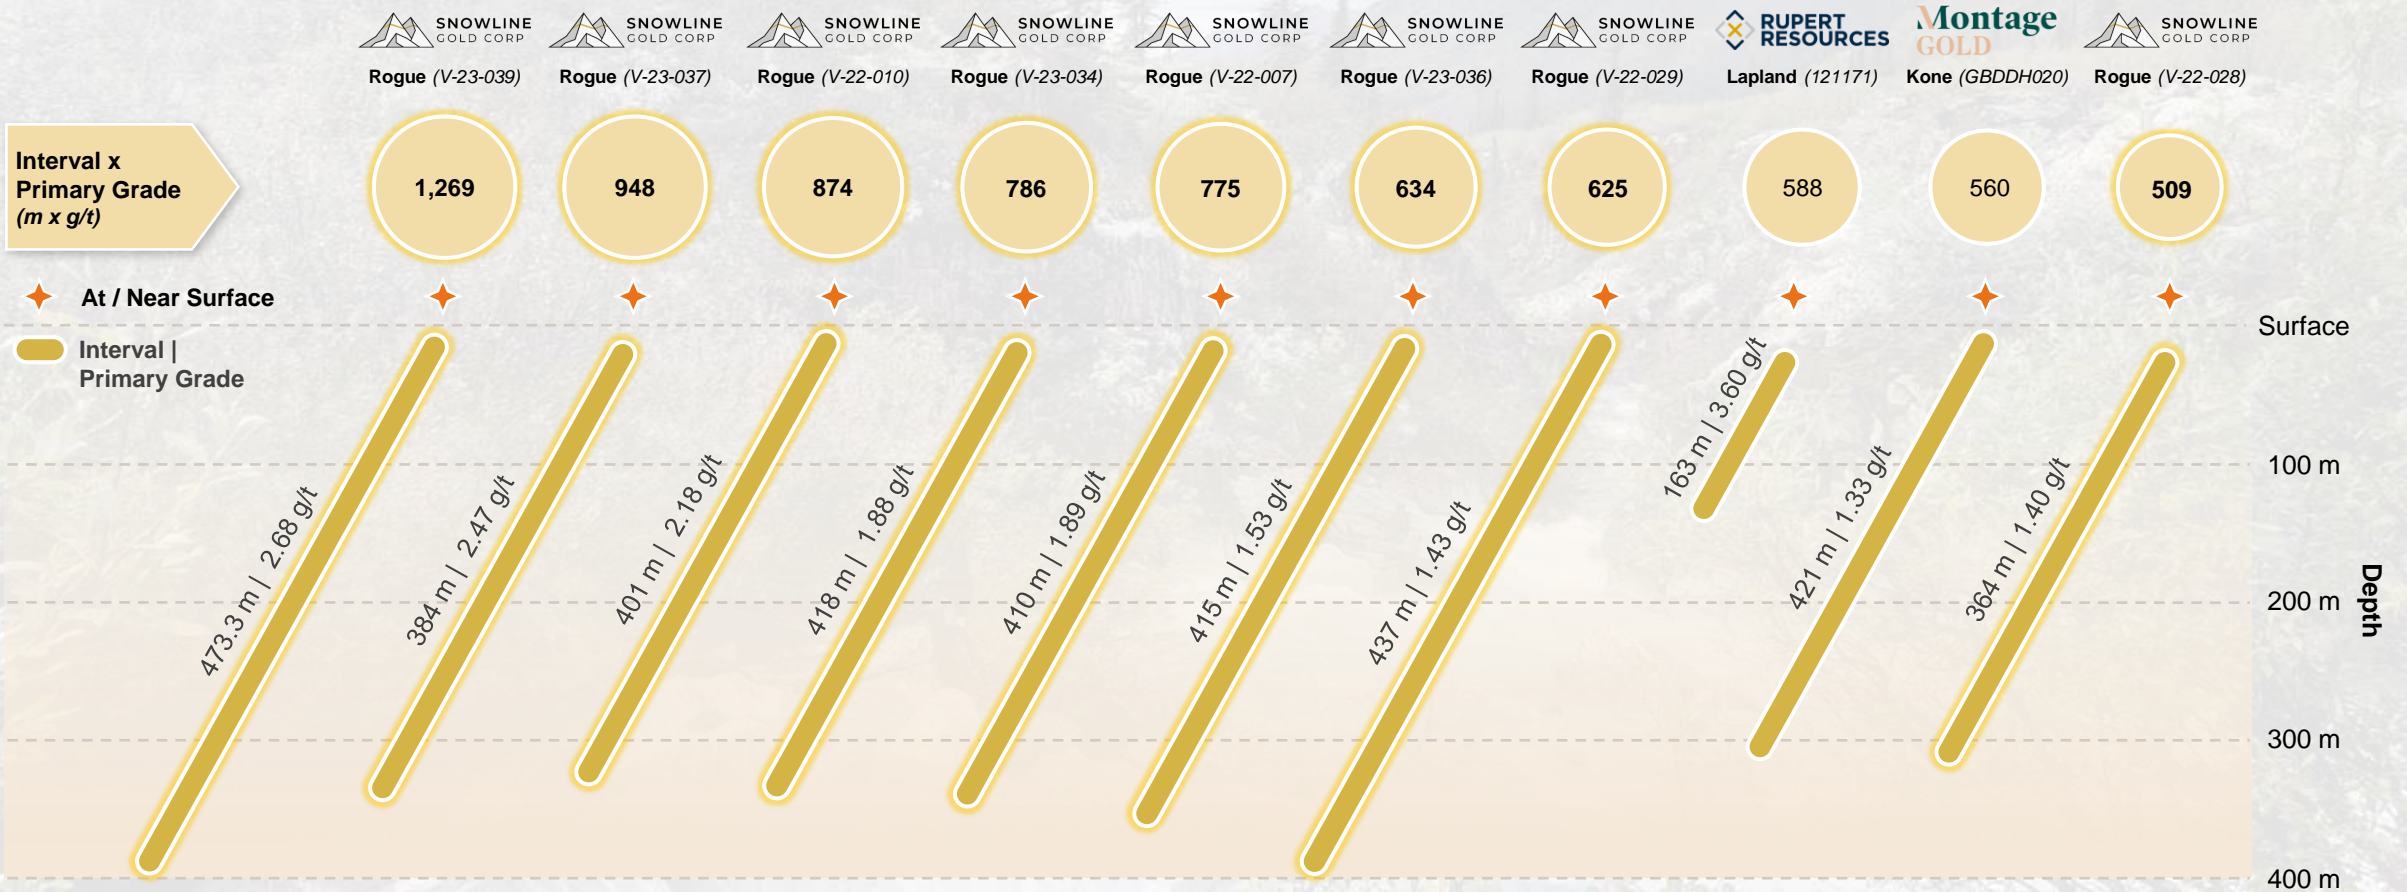 SNOWLINE
GOLD CORP
Rogue (V-23-039)
SNOWLINE
GOLD CORP
Rogue (V-23-037)
SNOWLINE
GOLD CORP
Rogue (V-22-010)
SNOWLINE
GOLD CORP
Rogue (V-23-034)
SNOWLINE
GOLD CORP
Rogue (V-22-007)
SNOWLINE
GOLD CORP
Rogue (V-23-036)
SNOWLINE
GOLD CORP
Rogue (V-22-029)
RUPERT
RESOURCES
Lapland (121171)
Montage
GOLD
Kone (GBDDH020)
SNOWLINE
GOLD CORP
Rogue (V-22-028)
Interval x
Primary Grade
(m x g/t)
1,269
948
874
786
775
634
625
588
560
509
At / Near Surface
Interval |
Primary Grade
473.3 m | 2.68 g/t
384 m | 2.47 g/t
401 m | 2.18 g/t
418 m | 1.88 g/t
410 m | 1.89 g/t
415 m | 1.53 g/t
437 m | 1.43 g/t
163 m | 3.60 g/t
421 m | 1.33 g/t
364 m | 1.40 g/t
Surface
100 m
200 m
300 m
400 m
Depth